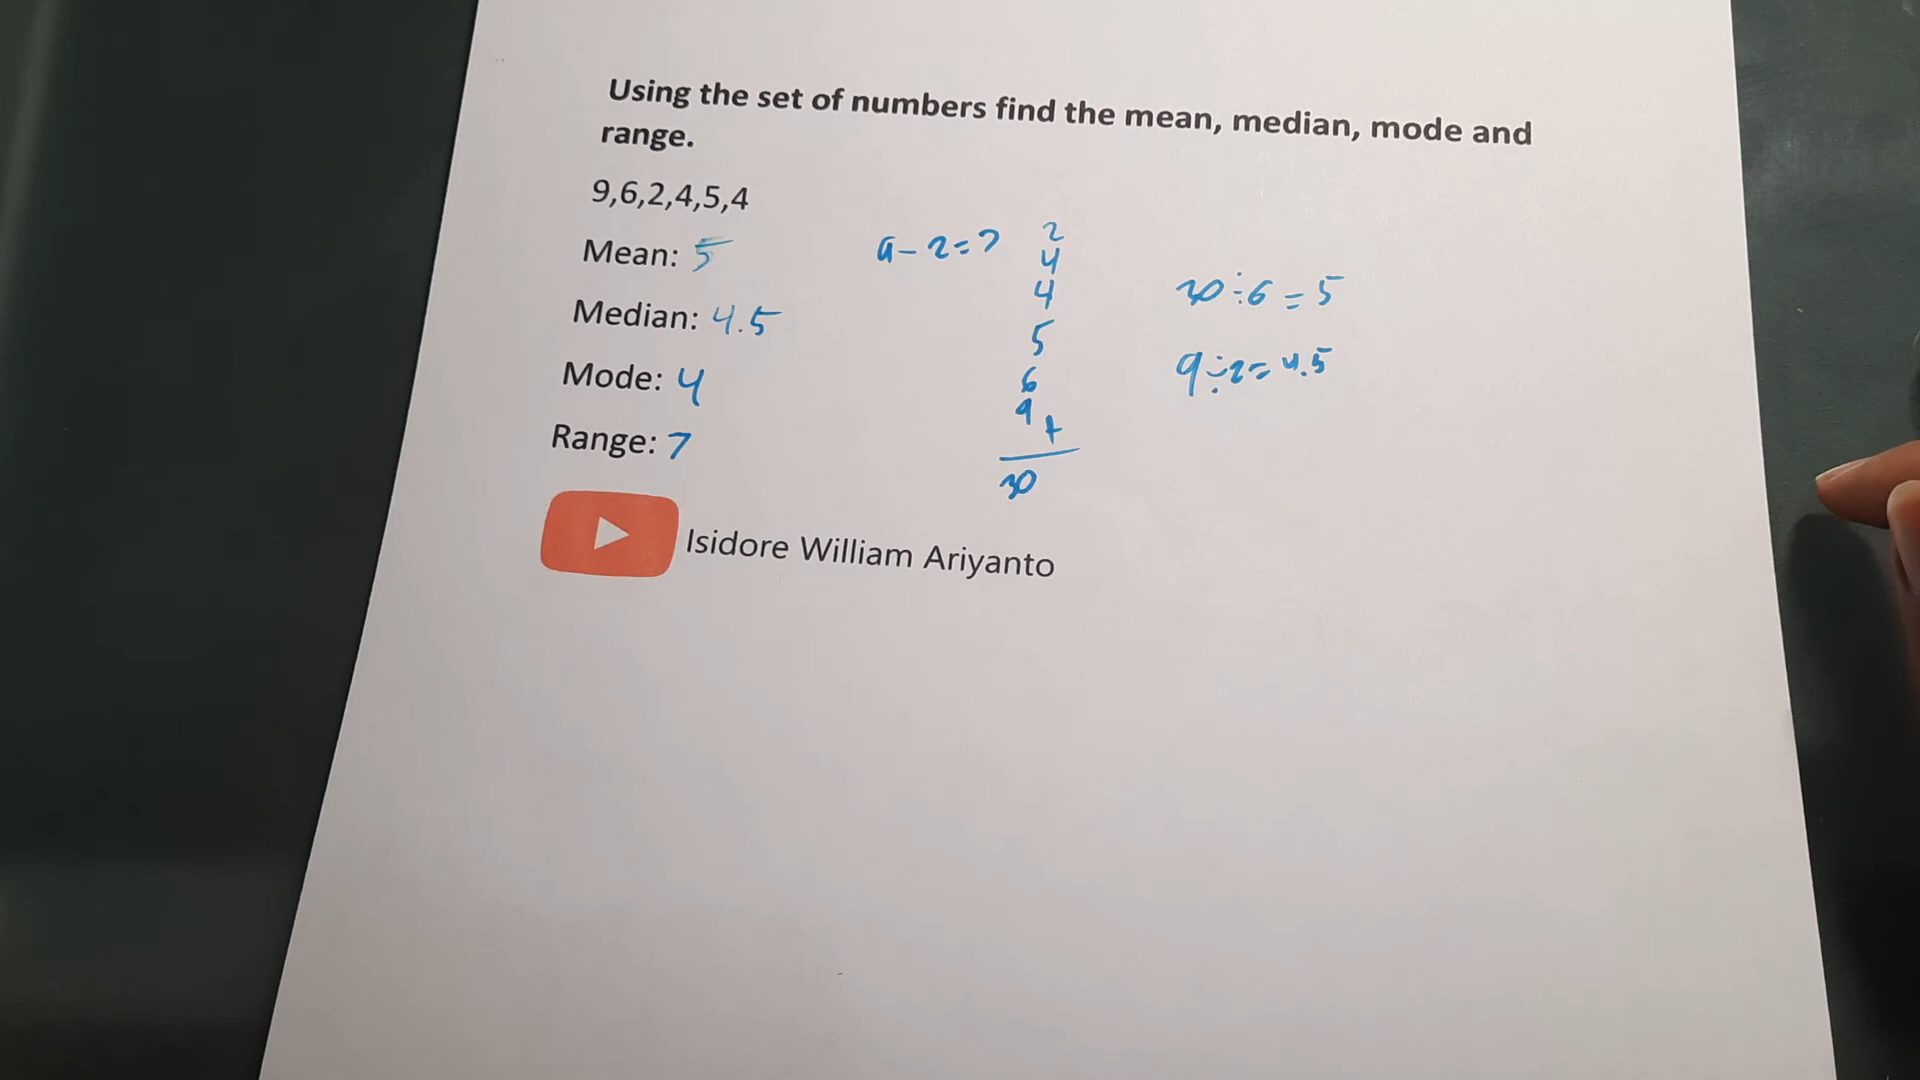 Using the set of numbers find the mean, median, mode and
range.
9,6,2,4,5,4
Mean: 5
Median: 4.5
Mode: 4
Range: 7
9-2=7
2
4
4
5
6
9 +
30
30÷6=5
9÷2=4.5
Isidore William Ariyanto